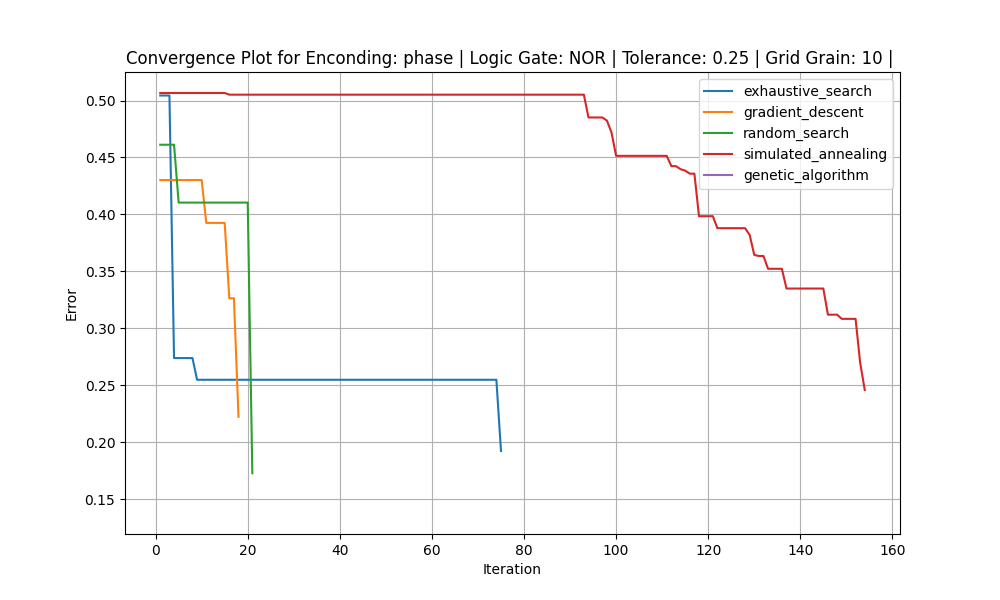 Convergence Plot for Enconding: phase | Logic Gate: NOR | Tolerance: 0.25 | Grid Grain: 10 |
exhaustive_search
gradient_descent
random_search
simulated_annealing
genetic_algorithm
Error
0.50
0.45
0.40
0.35
0.30
0.25
0.20
0.15
0 20 40 60 80 100 120 140 160
Iteration